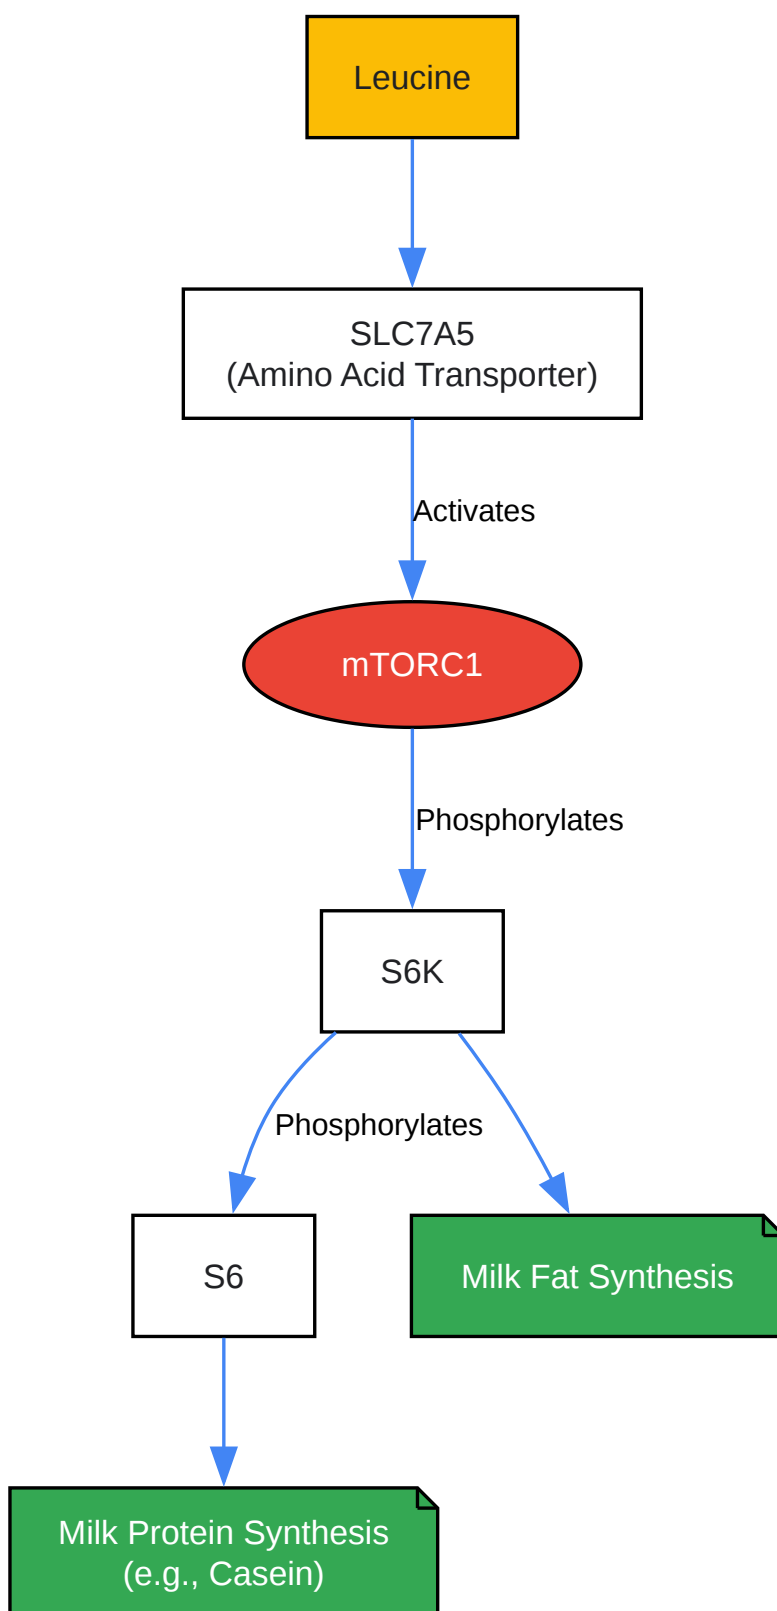 Leucine
SLC7A5
(Amino Acid Transporter)
Activates
mTORC1
Phosphorylates
S6K
Phosphorylates
S6
Milk Fat Synthesis
Milk Protein Synthesis
(e.g., Casein)